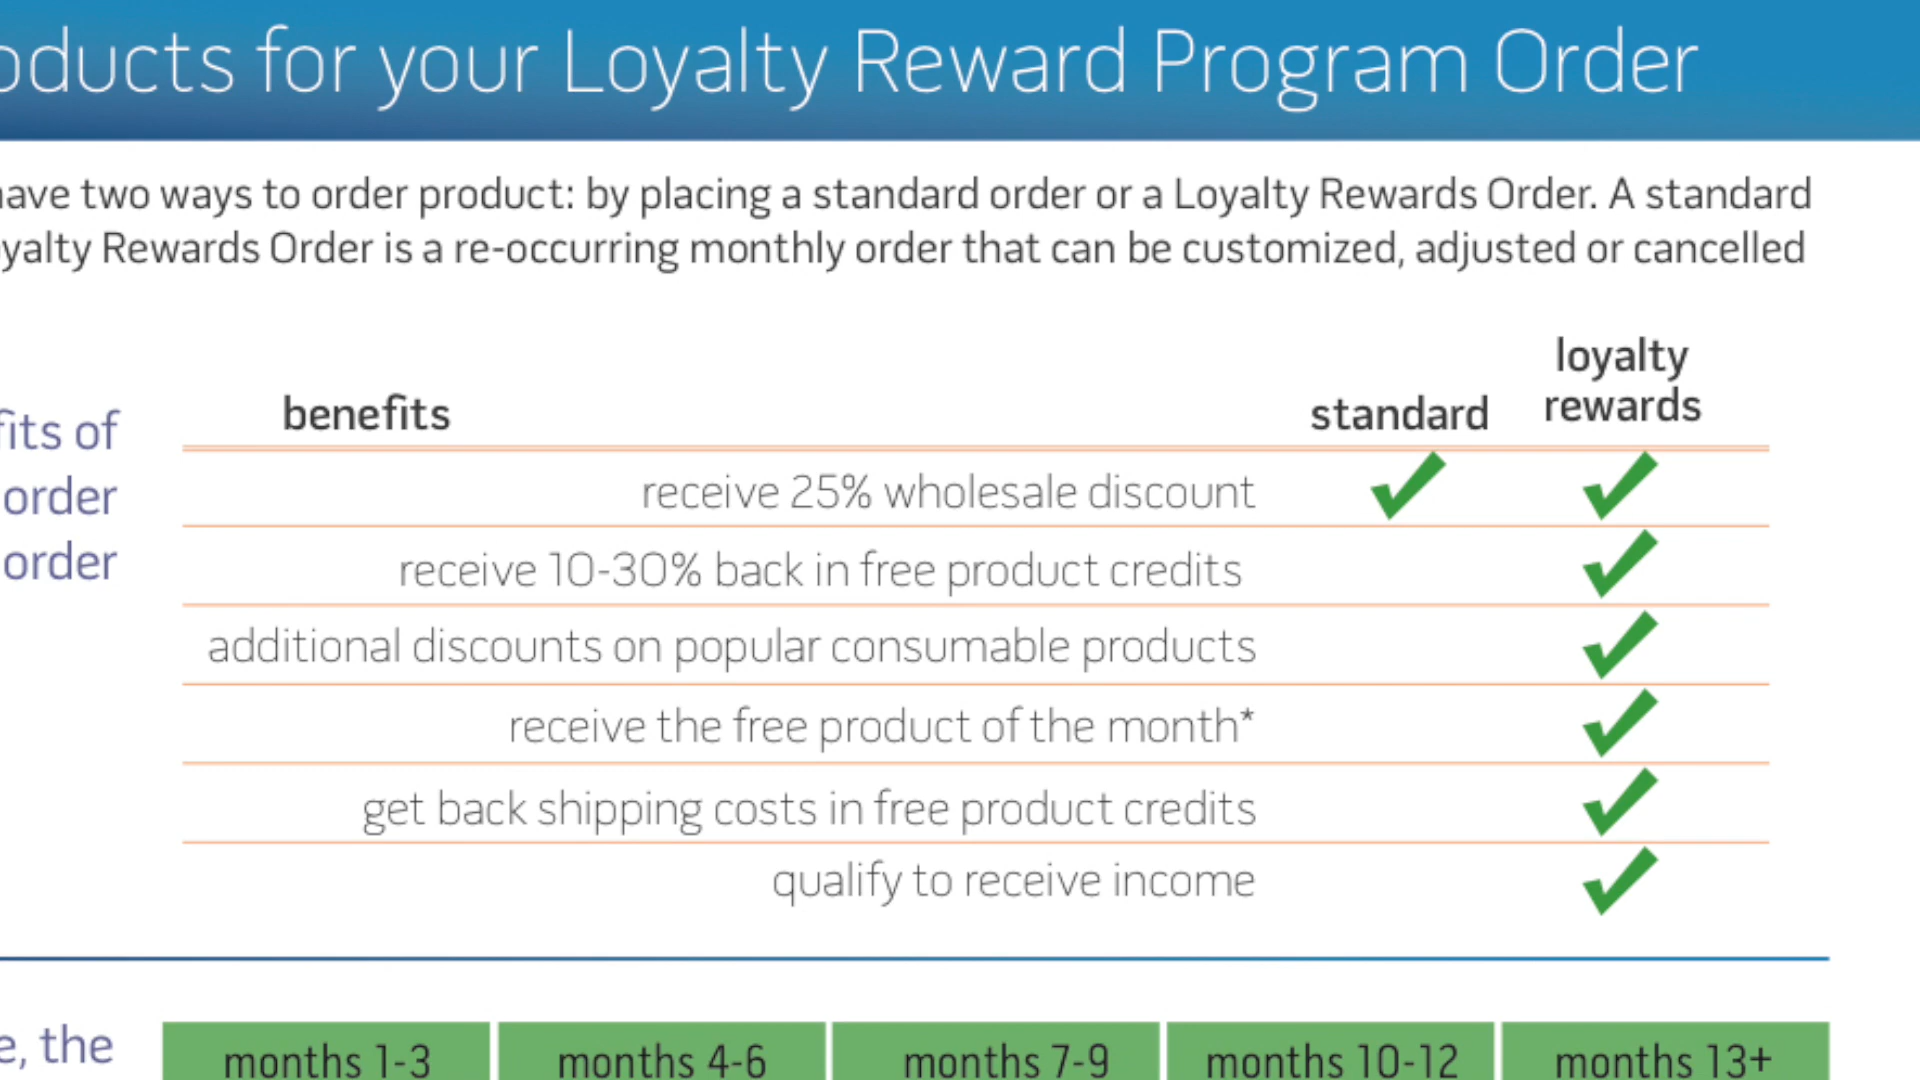 oducts for your Loyalty Reward Program Order
have two ways to order product: by placing a standard order or a Loyalty Rewards Order. A standard
yalty Rewards Order is a re-occurring monthly order that can be customized, adjusted or cancelled
fits of
order
order
benefits standard loyalty rewards
receive 25% wholesale discount
receive 10-30% back in free product credits
additional discounts on popular consumable products
receive the free product of the month*
get back shipping costs in free product credits
qualify to receive income
e, the
months 1-3 months 4-6 months 7-9 months 10-12 months 13+